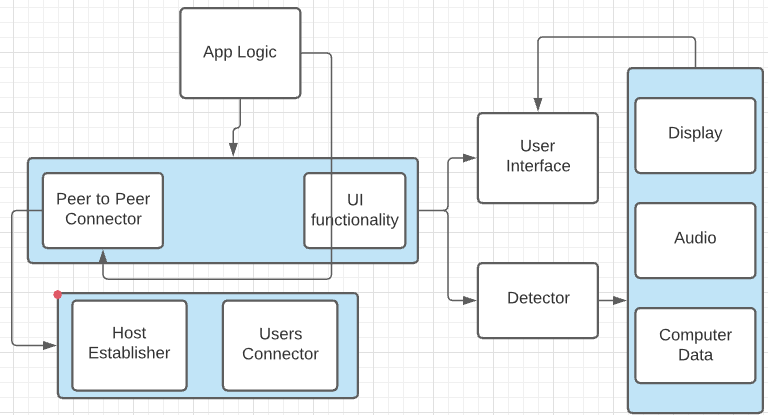 App Logic
Peer to Peer
Connector
UI
functionality
User
Interface
Display
Audio
Detector
Computer
Data
Host
Establisher
Users
Connector